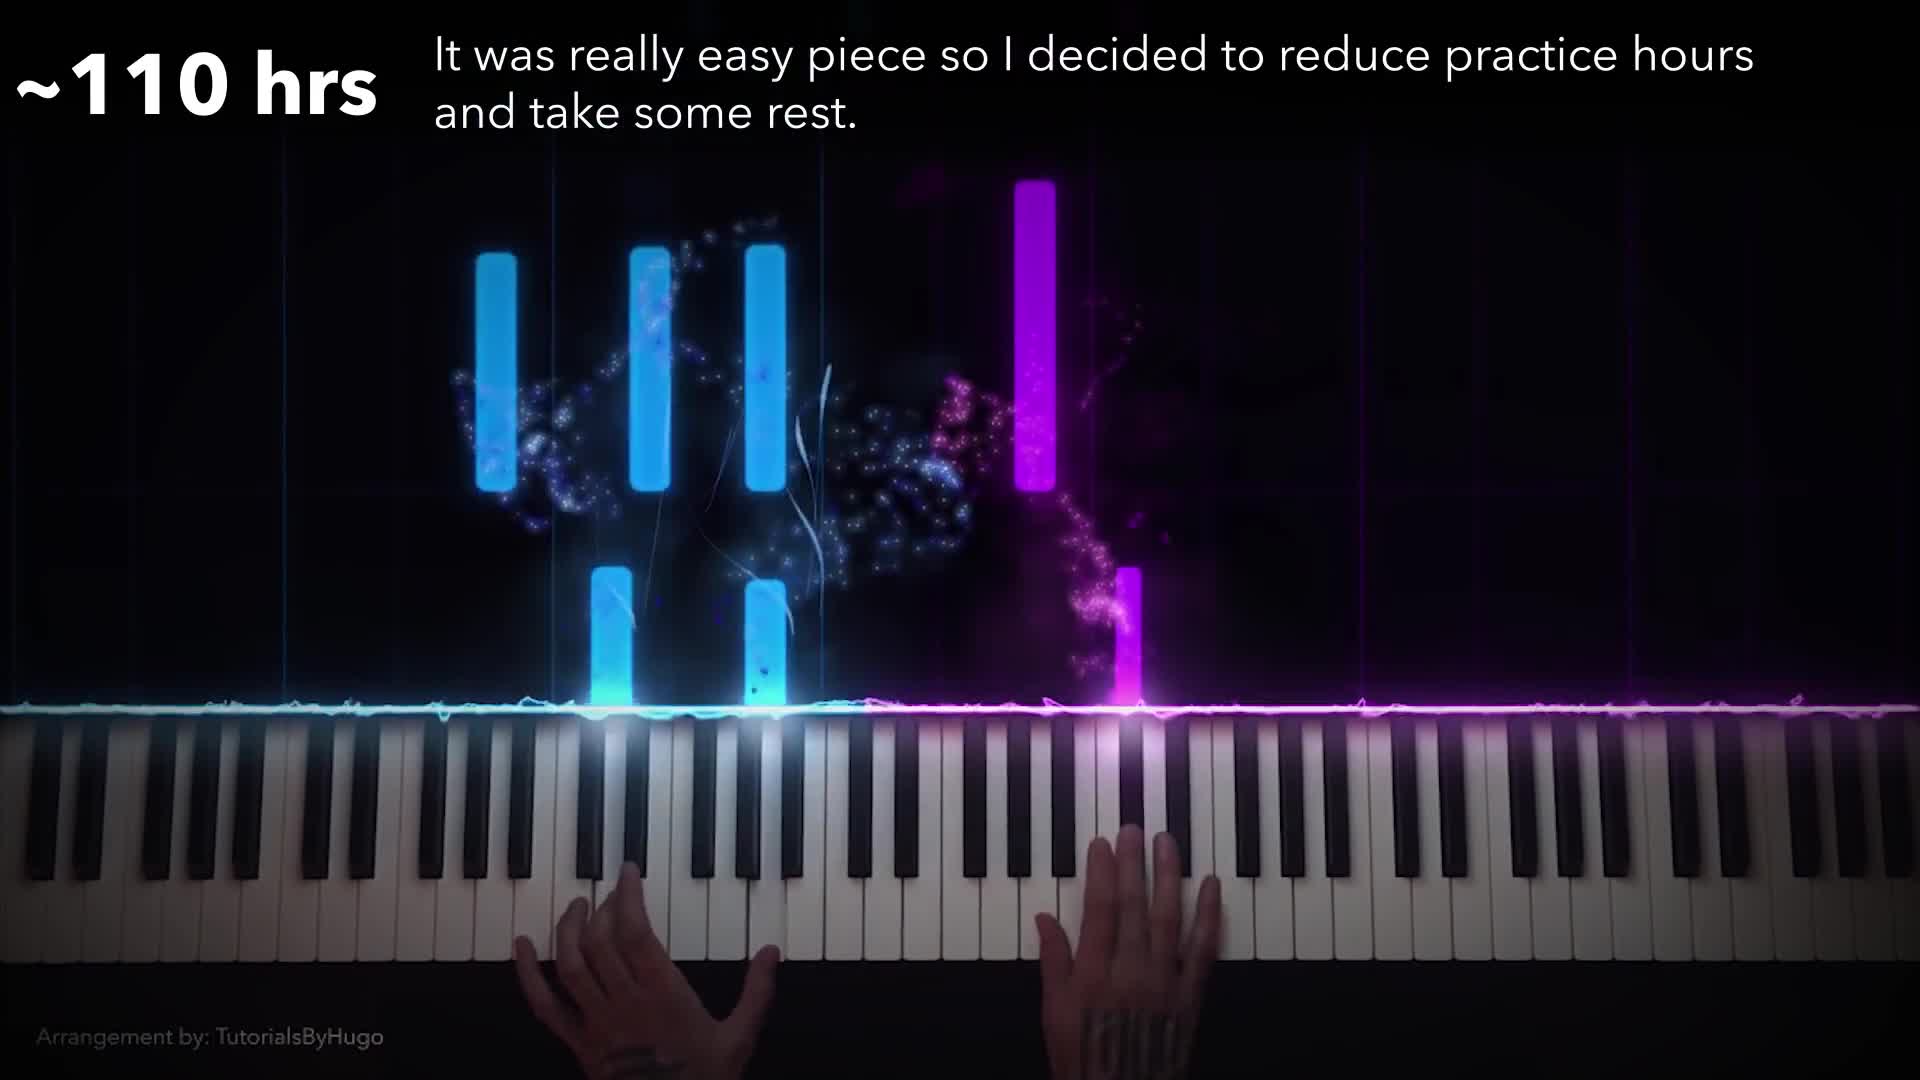 ~110 hrs
It was really easy piece so I decided to reduce practice hours
and take some rest.
Arrangement by: TutorialsByHugo